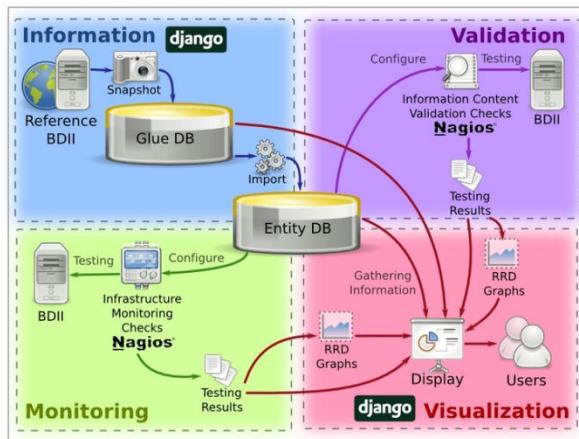 Information
django
Snapshot
Reference
BDII
Glue DB
Import
Entity DB
Validation
Configure
Testing
Information Content
Validation Checks
Nagios®
BDII
Testing
Results
RRD
Graphs
Testing
Configure
BDII
Infrastructure
Monitoring
Checks
Nagios®
Testing
Results
Monitoring
Gathering
Information
RRD
Graphs
Display
Users
django
Visualization